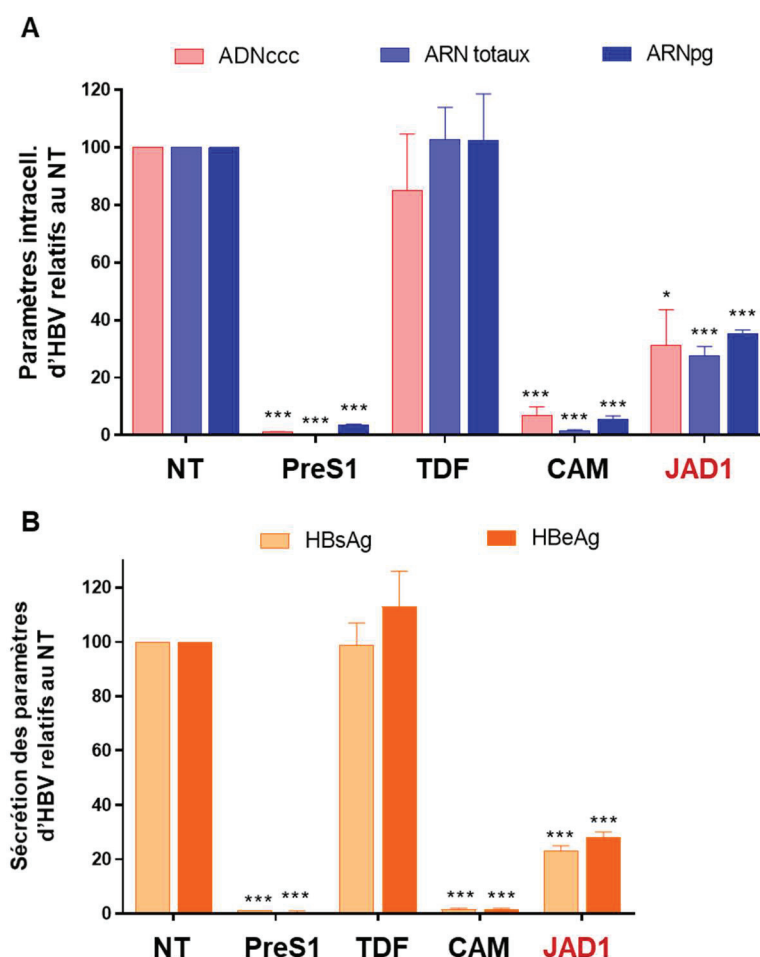 A
ADNccc ARN totaux ARNpg
Paramètres intracell.
d'HBV relatifs au NT
120
100
80
60
40
20
0
*** *** ***
*** *** ***
* *** ***
NT PreS1 TDF CAM JAD1
B
HBsAg HBeAg
Sécrétion des paramètres
d'HBV relatifs au NT
120
100
80
60
40
20
0
*** ***
*** ***
*** ***
NT PreS1 TDF CAM JAD1